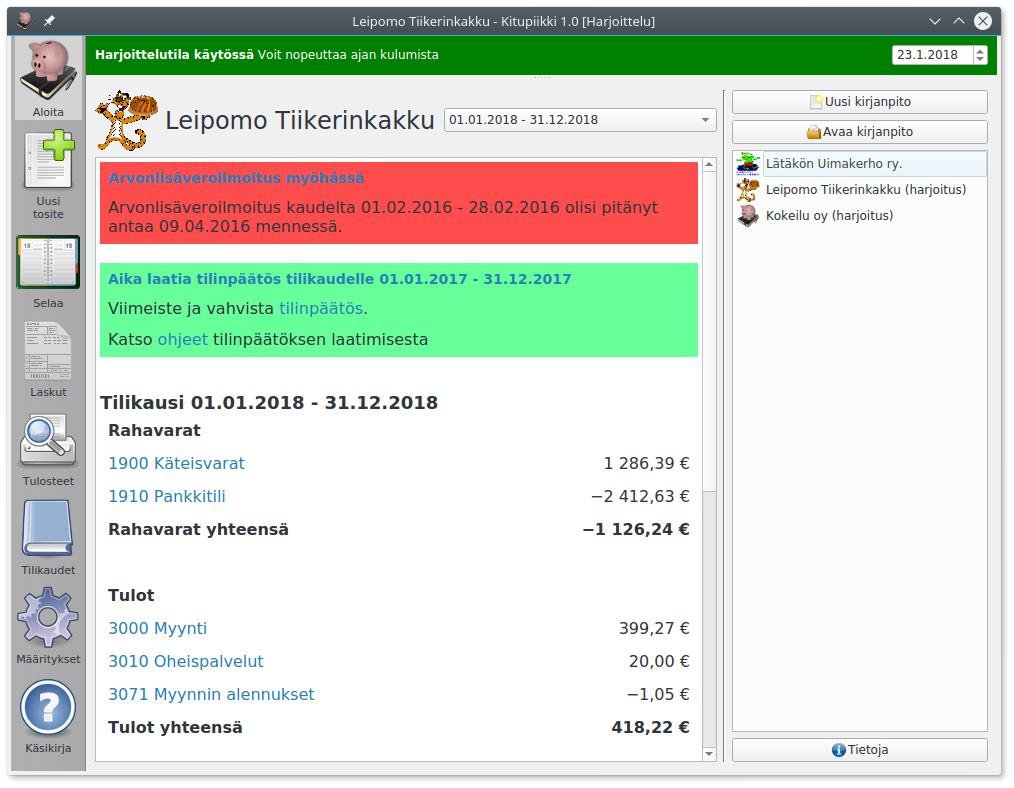 Leipomo Tiikerinkakku - Kitupiikki 1.0 [Harjoittelu]
Aloita
Uusi
tosite
18
19
Selaa
Laskut
Tulosteet
Tilikaudet
Määritykset
?
Käsikirja
Harjoittelutila käytössä Voit nopeuttaa ajan kulumista
23.1.2018
Leipomo Tiikerinkakku
01.01.2018 - 31.12.2018
Arvonlisäveroilmoitus myöhässä
Arvonlisäveroilmoitus kaudelta 01.02.2016 - 28.02.2016 olisi pitänyt
antaa 09.04.2016 mennessä.
Aika laatia tilinpäätös tilikaudelle 01.01.2017 - 31.12.2017
Viimeiste ja vahvista tilinpäätös.
Katso ohjeet tilinpäätöksen laatimisesta
Tilikausi 01.01.2018 - 31.12.2018
Rahavarat
1900 Käteisvarat 1 286,39 €
1910 Pankkitili −2 412,63 €
Rahavarat yhteensä −1 126,24 €
Tulot
3000 Myynti 399,27 €
3010 Oheispalvelut 20,00 €
3071 Myynnin alennukset −1,05 €
Tulot yhteensä 418,22 €
Uusi kirjanpito
Avaa kirjanpito
Lätäkön Uimakerho ry.
Leipomo Tiikerinkakku (harjoitus)
Kokeilu oy (harjoitus)
Tietoja